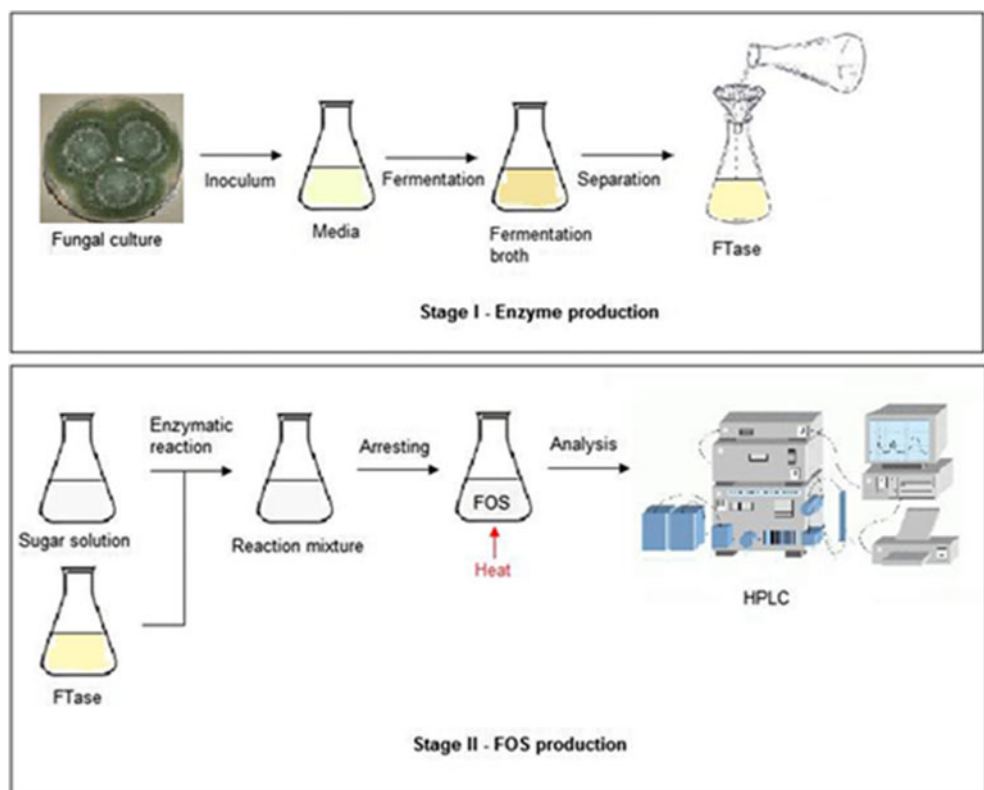 Fungal culture
Inoculum
Media
Fermentation
Fermentation
broth
Separation
FTase
Stage I - Enzyme production
Sugar solution
FTase
Enzymatic
reaction
Reaction mixture
Arresting
FOS
Heat
Analysis
HPLC
Stage II - FOS production